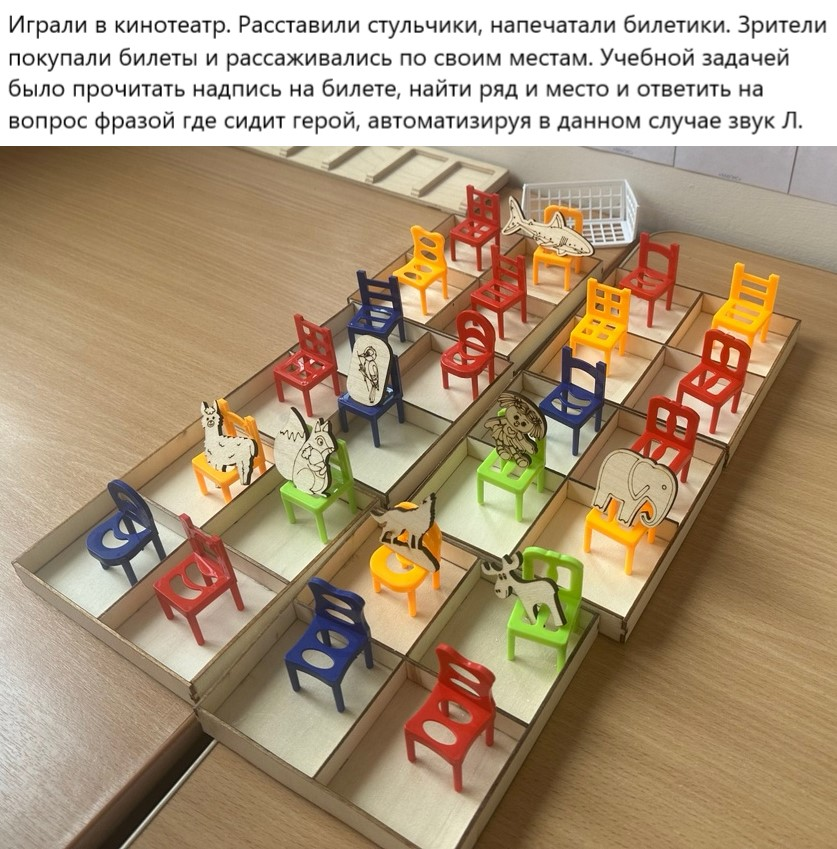 Играли в кинотеатр. Расставили стульчики, напечатали билетики. Зрители
покупали билеты и рассаживались по своим местам. Учебной задачей
было прочитать надпись на билете, найти ряд и место и ответить на
вопрос фразой где сидит герой, автоматизируя в данном случае звук Л.